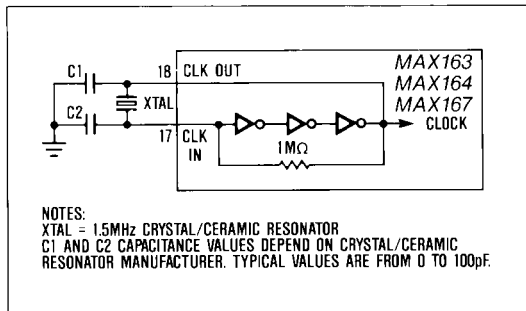 MAX163
MAX164
MAX167
C1
18 CLK OUT
XTAL
C2
17 CLK IN
CLOCK
1MΩ
NOTES:
XTAL = 1.5MHz CRYSTAL/CERAMIC RESONATOR
C1 AND C2 CAPACITANCE VALUES DEPEND ON CRYSTAL/CERAMIC
RESONATOR MANUFACTURER. TYPICAL VALUES ARE FROM 0 TO 100pF.